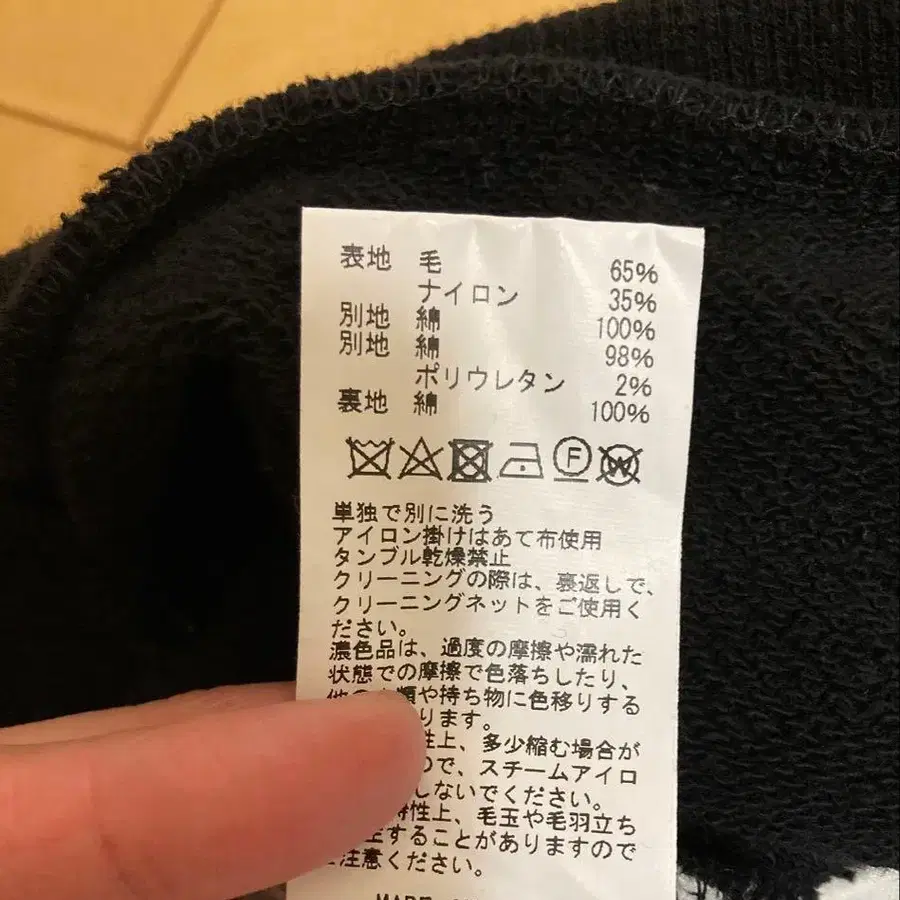 表地 毛 65%
ナイロン 35%
別地 綿 100%
別地 綿 98%
ポリウレタン 2%
裏地 綿 100%
F W
単独で別に洗う
アイロン掛けはあて布使用
タンブル乾燥禁止
クリーニングの際は、裏返しで、
クリーニングネットをご使用く
ださい。
濃色品は、過度の摩擦や濡れた
状態での摩擦で色落ちしたり、
類や持ち物に色移りする
ります。
性上、多少縮む場合が
ので、スチームアイロ
しないでください。
特性上、毛玉や毛羽立ち
することがありますので
注意ください。
MADE